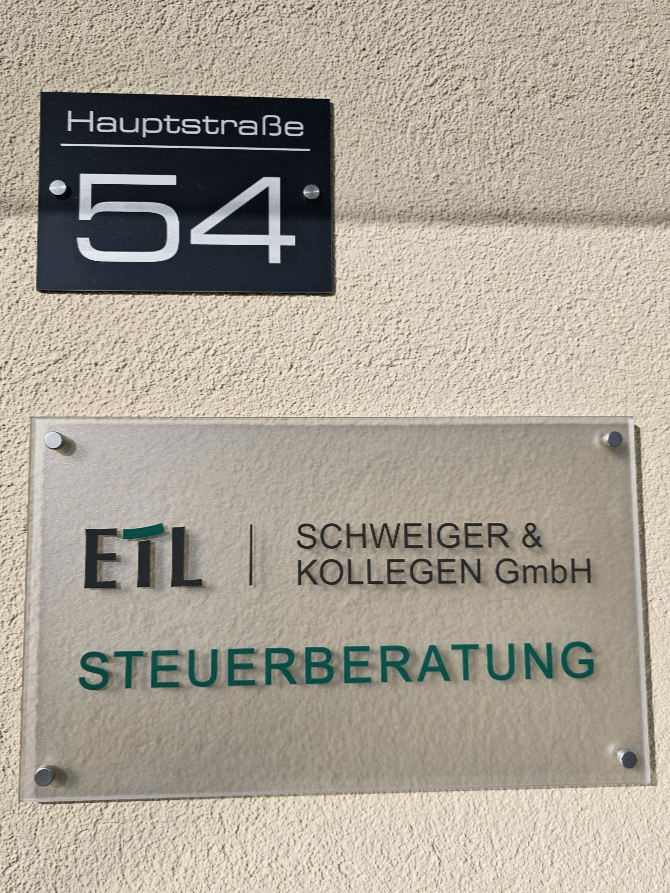 Hauptstraße
54
ETL | SCHWEIGER &
KOLLEGEN GmbH
STEUERBERATUNG